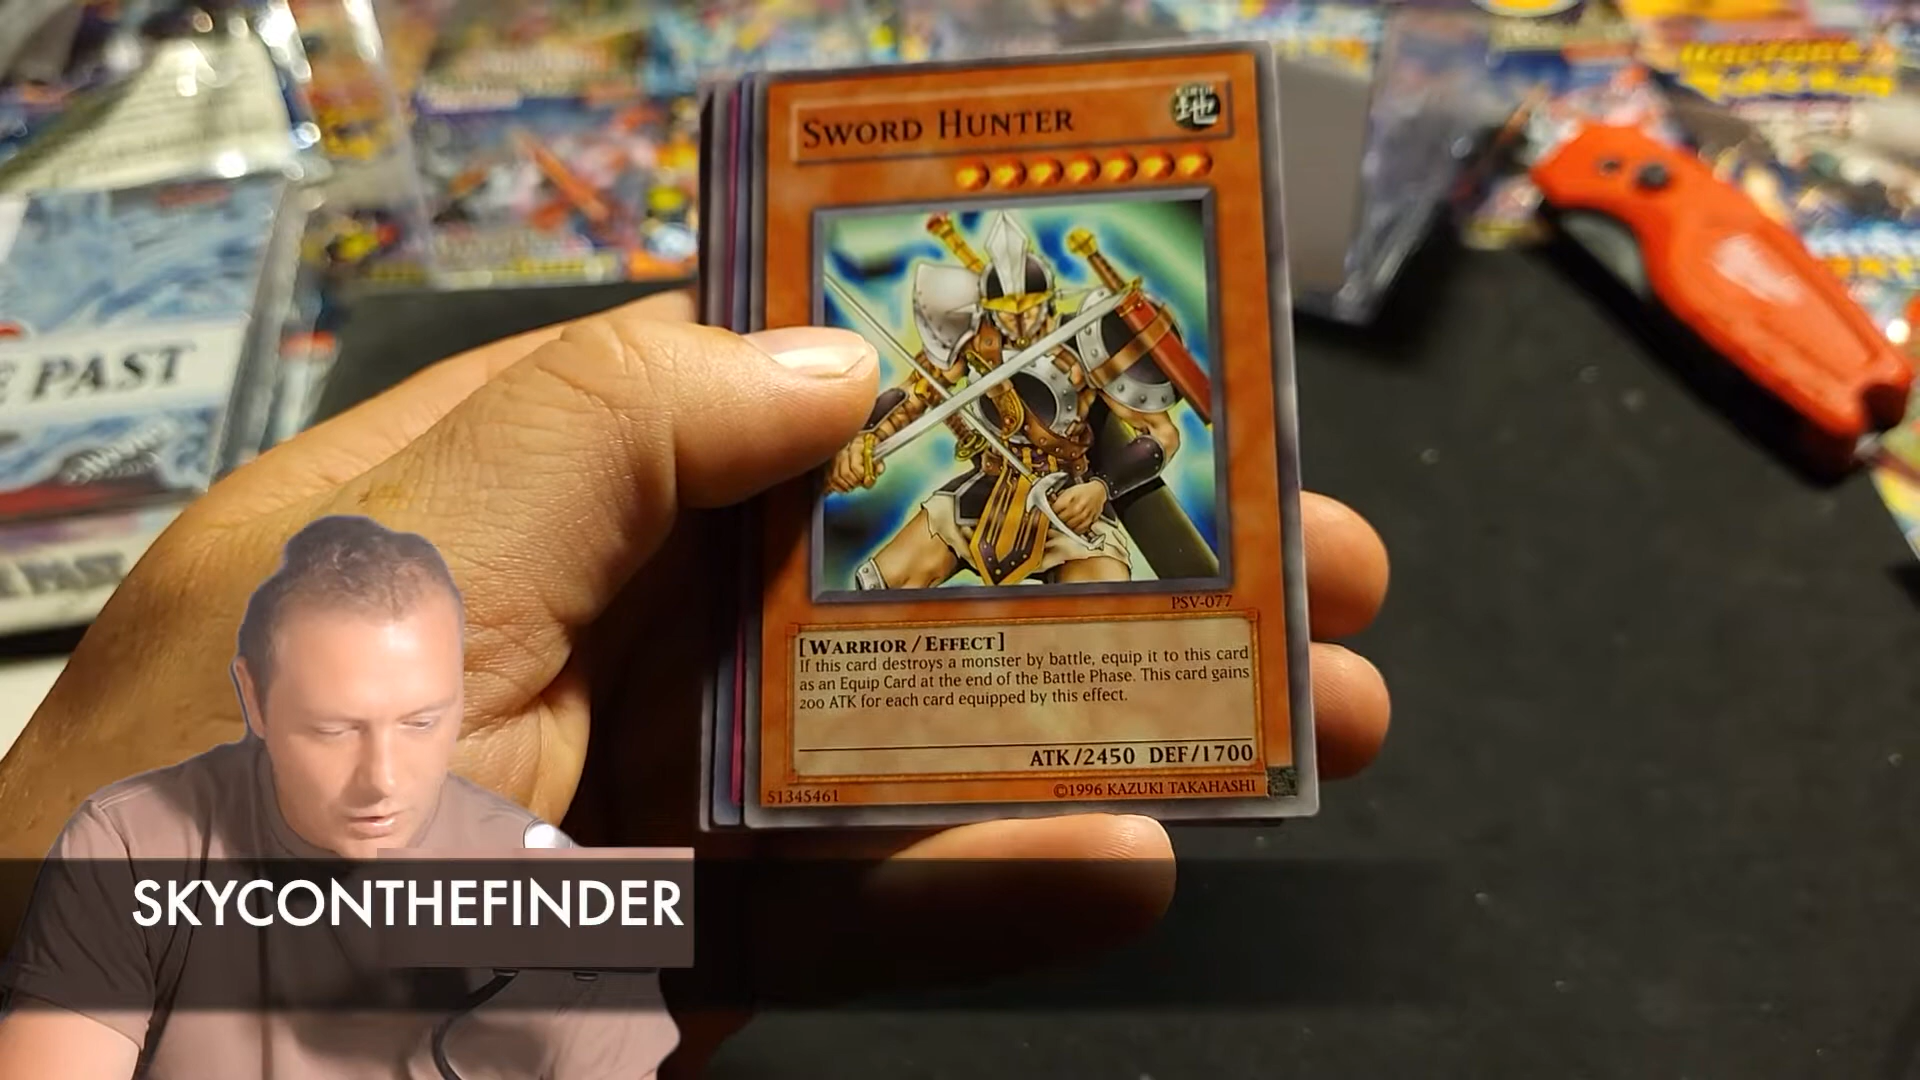 SWORD HUNTER
地
E PAST
PSV-077
[WARRIOR/EFFECT]
If this card destroys a monster by battle, equip it to this card
as an Equip Card at the end of the Battle Phase. This card gains
200 ATK for each card equipped by this effect.
ATK/2450 DEF/1700
51345461
©1996 KAZUKI TAKAHASHI
SKYCONTHEFINDER